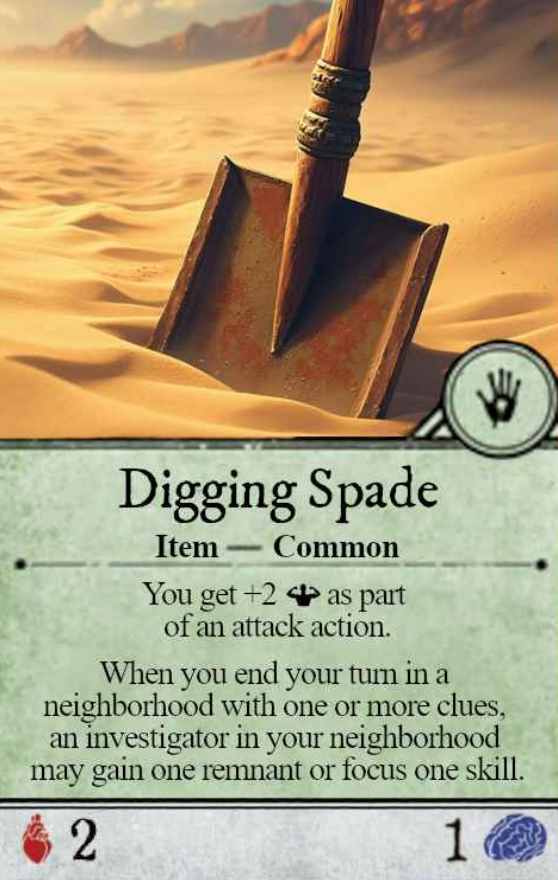 Digging Spade
Item — Common
You get +2 as part
of an attack action.
When you end your turn in a
neighborhood with one or more clues,
an investigator in your neighborhood
may gain one remnant or focus one skill.
2
1